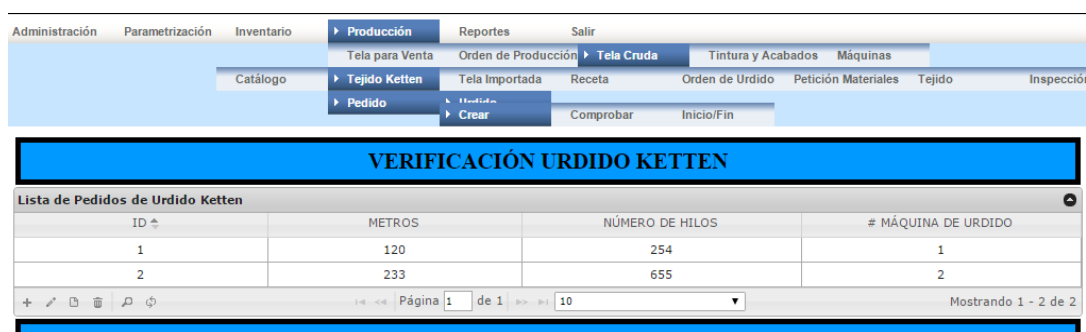 Administración Parametrización Inventario Producción Reportes Salir
Tela para Venta Orden de Producción Tela Cruda Tintura y Acabados Máquinas
Catálogo Tejido Ketten Tela Importada Receta Orden de Urdido Petición Materiales Tejido Inspección
Pedido Urdido
Crear Comprobar Inicio/Fin
VERIFICACIÓN URDIDO KETTEN
Lista de Pedidos de Urdido Ketten
ID METROS NÚMERO DE HILOS # MÁQUINA DE URDIDO
1 120 254 1
2 233 655 2
Página 1 de 1 10 Mostrando 1 - 2 de 2